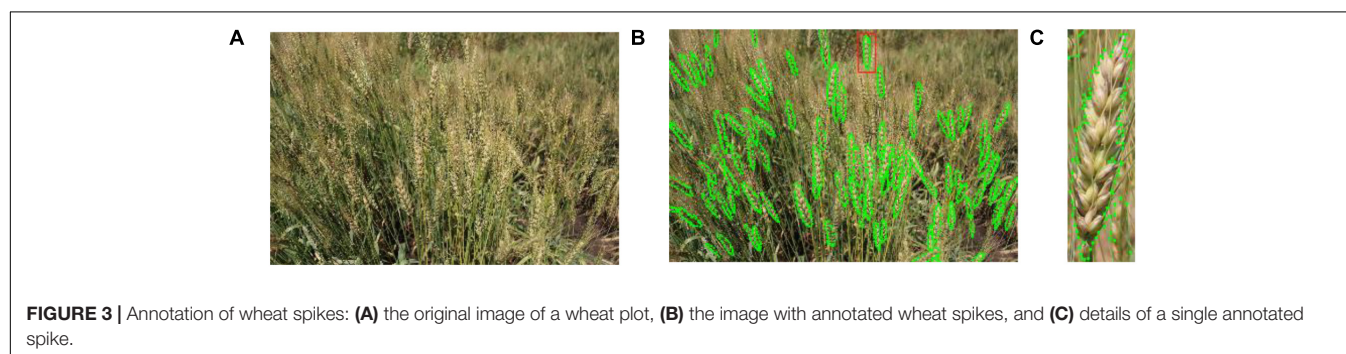 A B C
FIGURE 3 | Annotation of wheat spikes: (A) the original image of a wheat plot, (B) the image with annotated wheat spikes, and (C) details of a single annotated
spike.